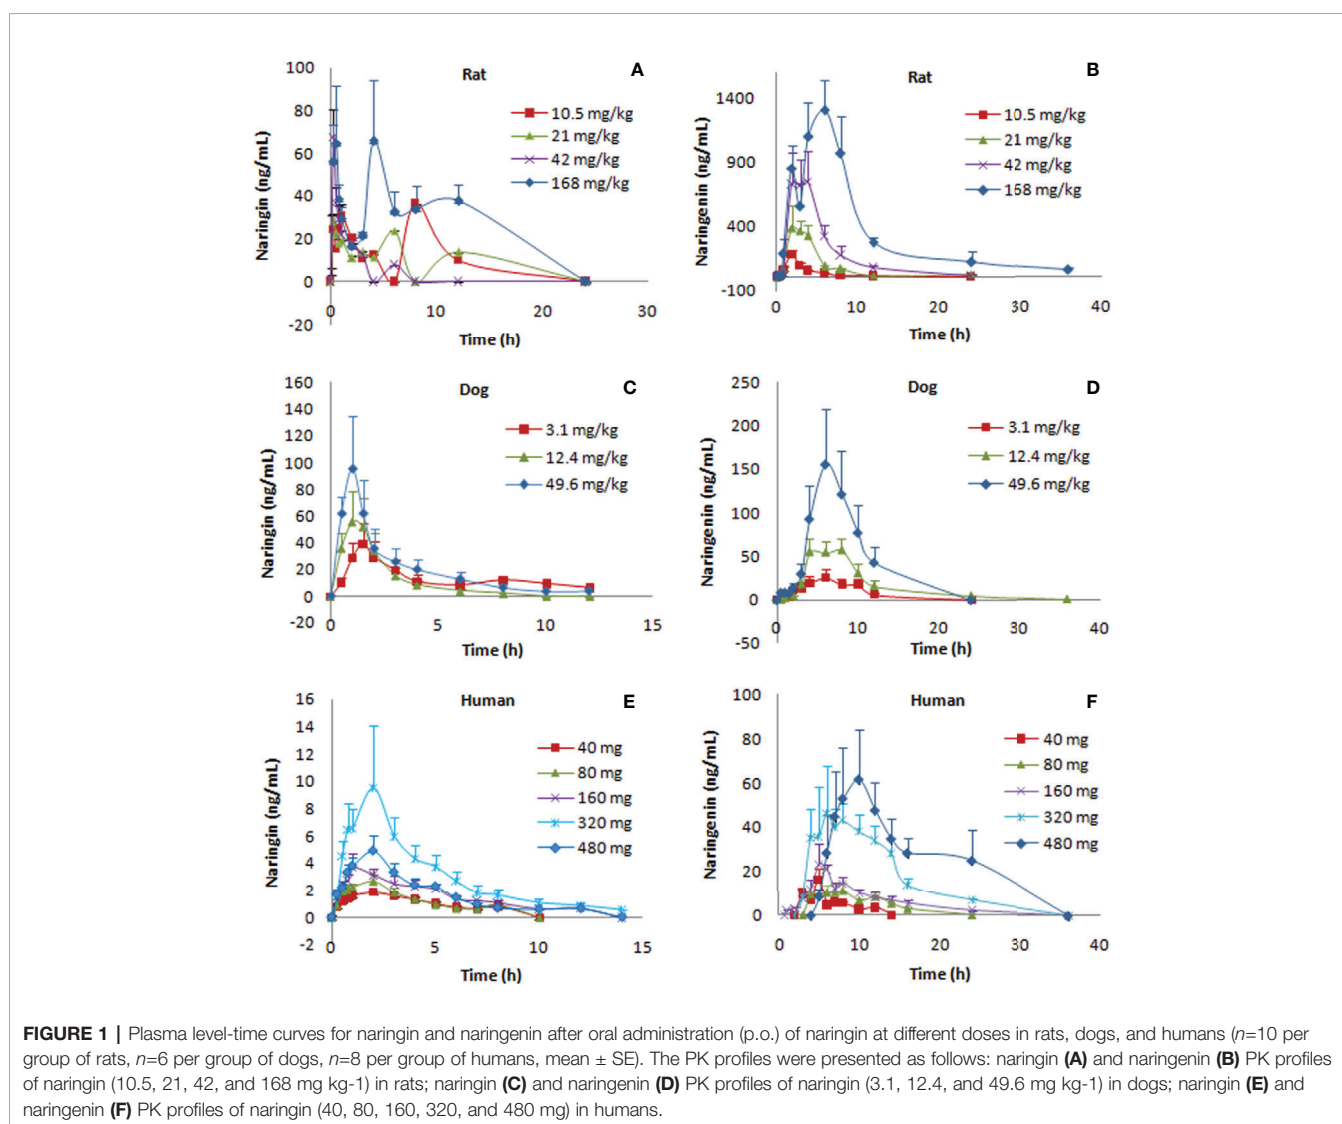 Rat
A
100
80
60
40
20
0
-20
0
10
20
30
Naringin (ng/mL)
Time (h)
10.5 mg/kg
21 mg/kg
42 mg/kg
168 mg/kg
Rat
B
1400
900
400
-100
0
10
20
30
40
Naringenin (ng/mL)
Time (h)
10.5 mg/kg
21 mg/kg
42 mg/kg
168 mg/kg
Dog
C
160
140
120
100
80
60
40
20
0
-20
0
5
10
15
Naringin (ng/mL)
Time (h)
3.1 mg/kg
12.4 mg/kg
49.6 mg/kg
Dog
D
250
200
150
100
50
0
-50
0
10
20
30
40
Naringenin (ng/mL)
Time (h)
3.1 mg/kg
12.4 mg/kg
49.6 mg/kg
Human
E
16
14
12
10
8
6
4
2
0
-2
0
5
10
15
Naringin (ng/mL)
Time (h)
40 mg
80 mg
160 mg
320 mg
480 mg
Human
F
100
80
60
40
20
0
0
10
20
30
40
Naringenin (ng/mL)
Time (h)
40 mg
80 mg
160 mg
320 mg
480 mg
FIGURE 1 | Plasma level-time curves for naringin and naringenin after oral administration (p.o.) of naringin at different doses in rats, dogs, and humans (n=10 per
group of rats, n=6 per group of dogs, n=8 per group of humans, mean ± SE). The PK profiles were presented as follows: naringin (A) and naringenin (B) PK profiles
of naringin (10.5, 21, 42, and 168 mg kg-1) in rats; naringin (C) and naringenin (D) PK profiles of naringin (3.1, 12.4, and 49.6 mg kg-1) in dogs; naringin (E) and
naringenin (F) PK profiles of naringin (40, 80, 160, 320, and 480 mg) in humans.